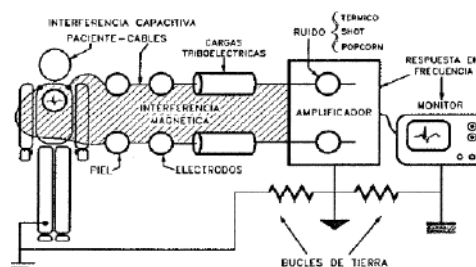 INTERFERENCIA CAPACITIVA
PACIENTE-CABLES
CARGAS
TRIBOELECTRICAS
RUIDO
TERMICO
SHOT
POPCORN
RESPUESTA EN
FRECUENCIA
MONITOR
INTERFERENCIA
MAGNÉTICA
AMPLIFICADOR
PIEL
ELECTRODOS
BUCLES DE TIERRA